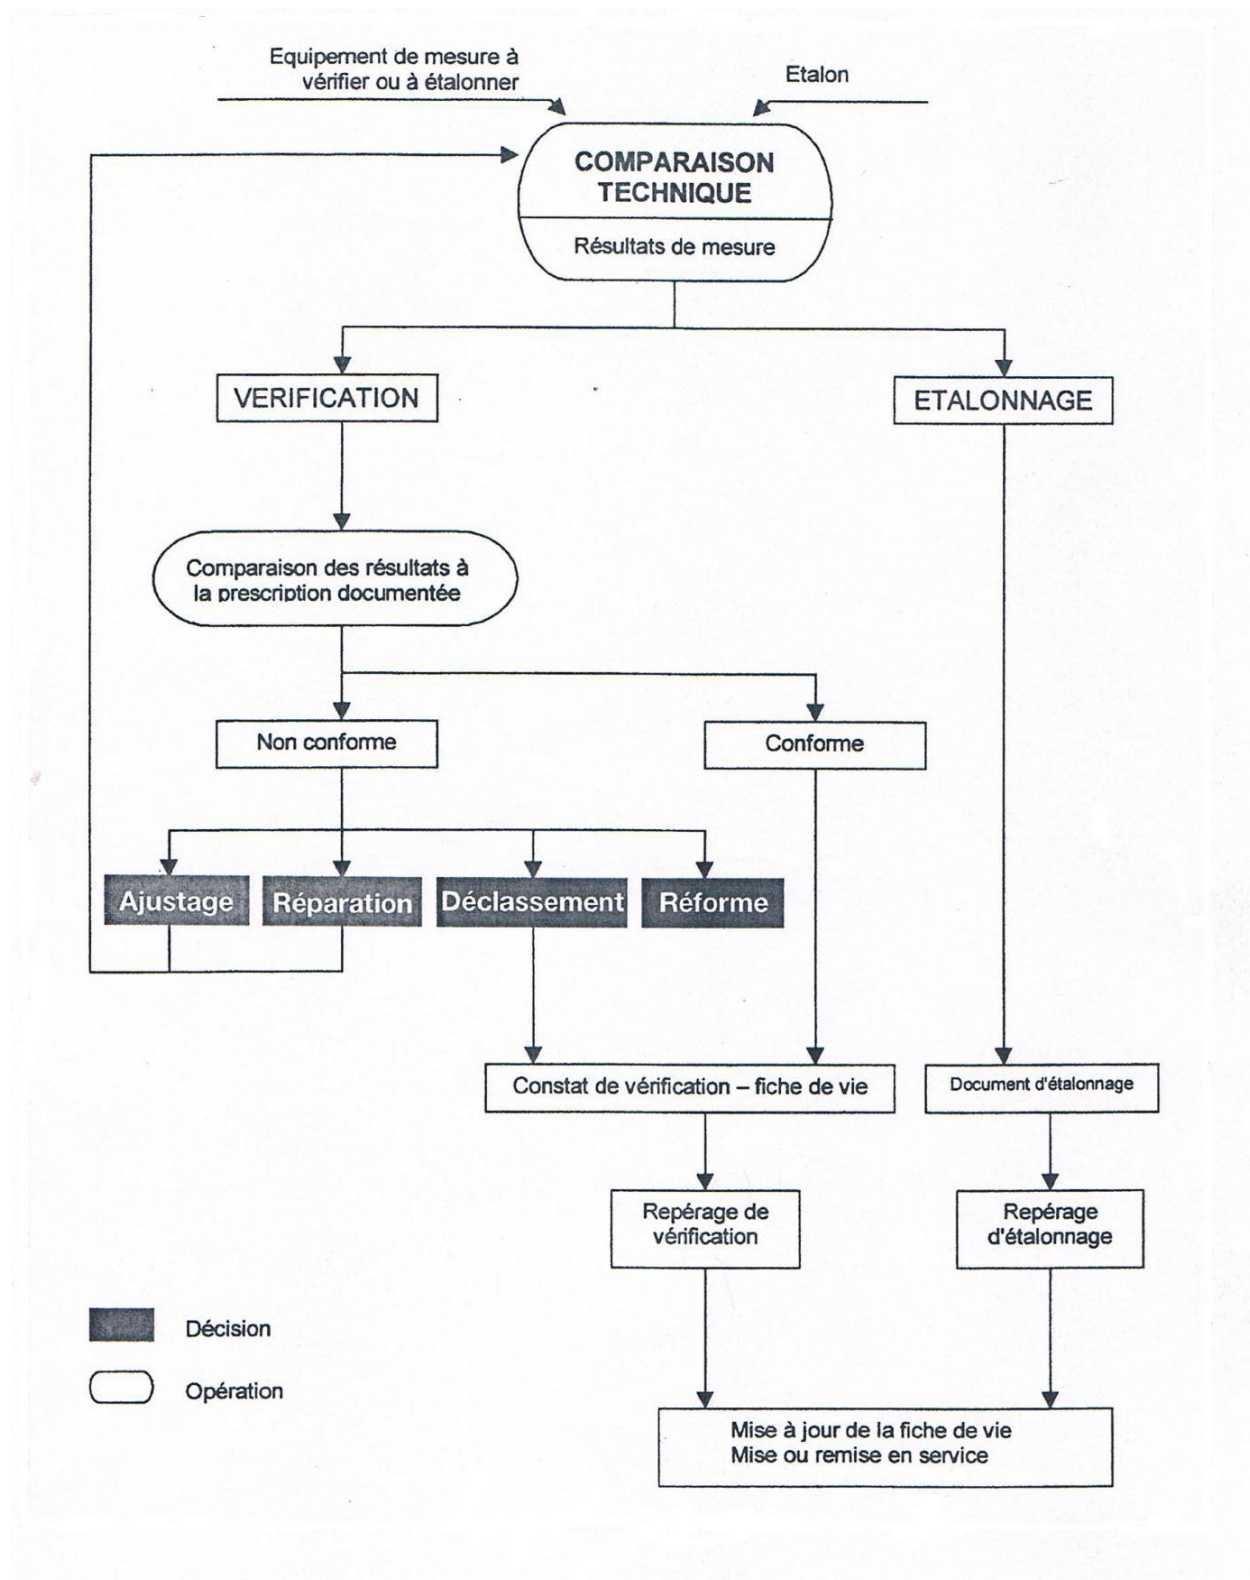 Equipement de mesure à
vérifier ou à étalonner
Etalon
COMPARAISON
TECHNIQUE
Résultats de mesure
VERIFICATION
ETALONNAGE
Comparaison des résultats à
la prescription documentée
Non conforme
Conforme
Ajustage
Réparation
Déclassement
Réforme
Constat de vérification – fiche de vie
Document d'étalonnage
Repérage de
vérification
Repérage
d'étalonnage
Décision
Opération
Mise à jour de la fiche de vie
Mise ou remise en service